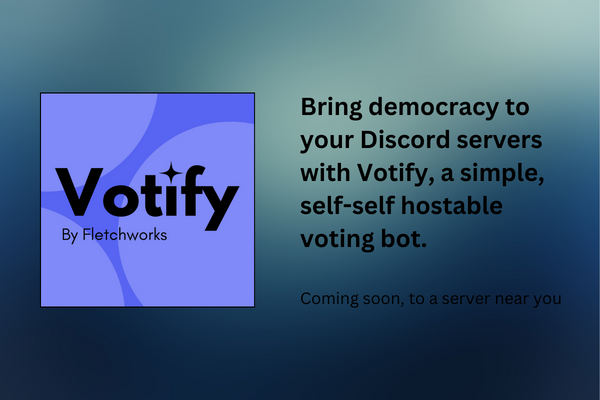 Votify
By Fletchworks
Bring democracy to
your Discord servers
with Votify, a simple,
self-self hostable
voting bot.
Coming soon, to a server near you